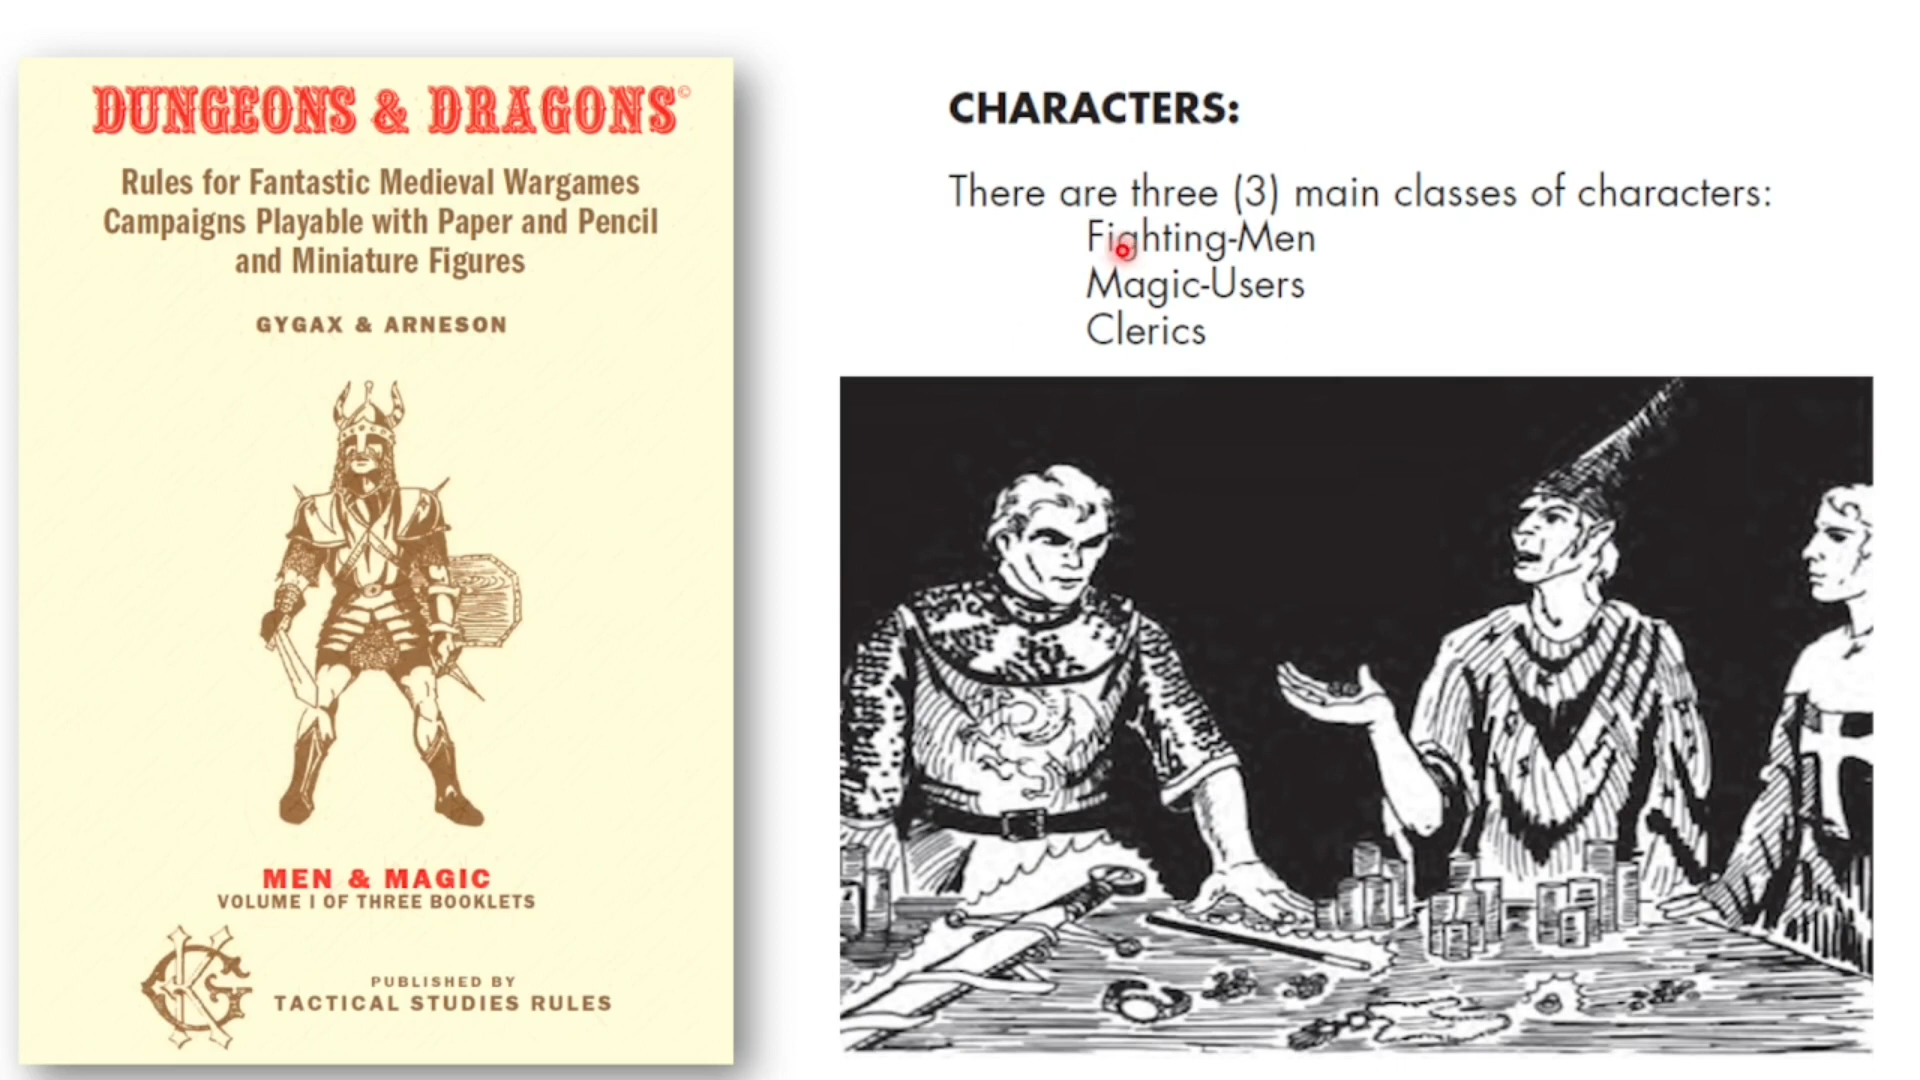 DUNGEONS & DRAGONS©
Rules for Fantastic Medieval Wargames
Campaigns Playable with Paper and Pencil
and Miniature Figures
GYGAX & ARNESON
MEN & MAGIC
VOLUME I OF THREE BOOKLETS
GK
PUBLISHED BY
TACTICAL STUDIES RULES
CHARACTERS:
There are three (3) main classes of characters:
Fighting-Men
Magic-Users
Clerics